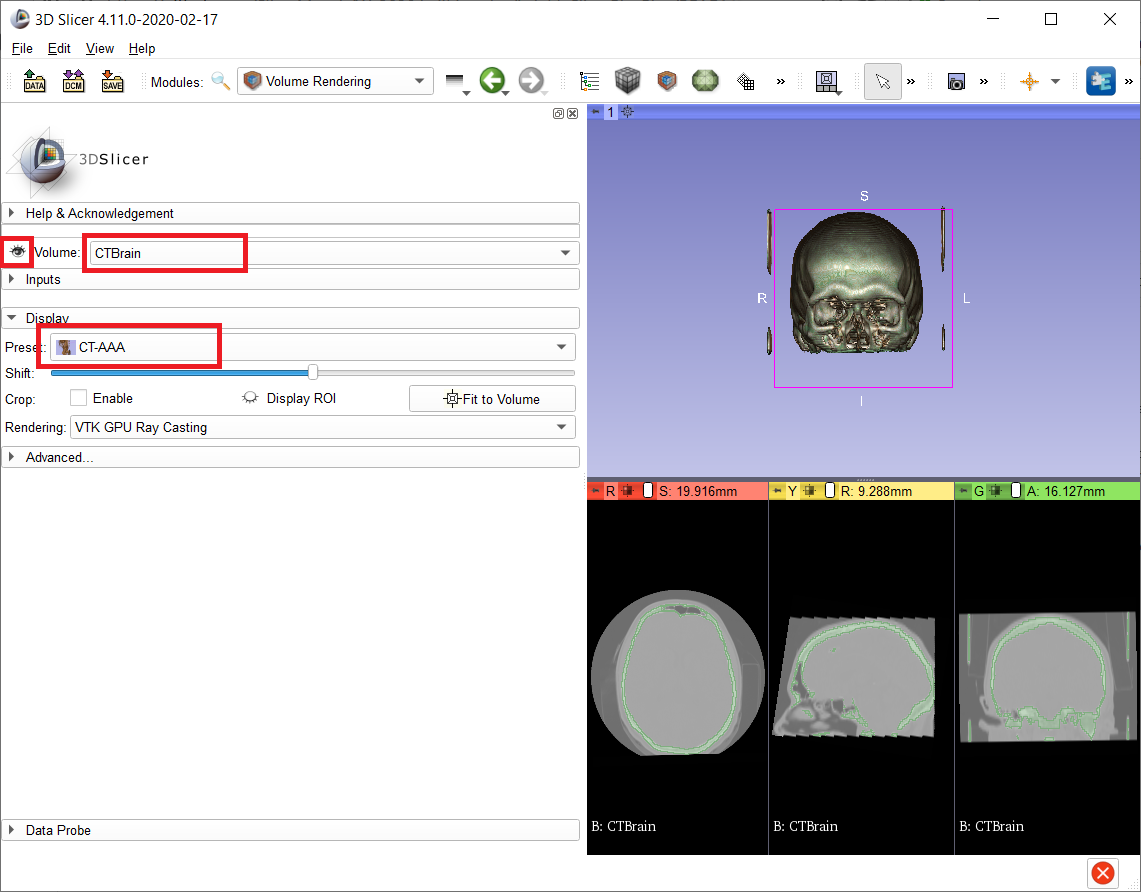 3D Slicer 4.11.0-2020-02-17
File Edit View Help
DATA DCM SAVE Modules: Volume Rendering
1
3DSlicer
Help & Acknowledgement
Volume: CTBrain
Inputs
Display
Preset: CT-AAA
Shift:
Crop: Enable Display ROI Fit to Volume
Rendering: VTK GPU Ray Casting
Advanced...
Data Probe
S
R L
I
R S: 19.916mm Y R: 9.288mm G A: 16.127mm
B: CTBrain B: CTBrain B: CTBrain